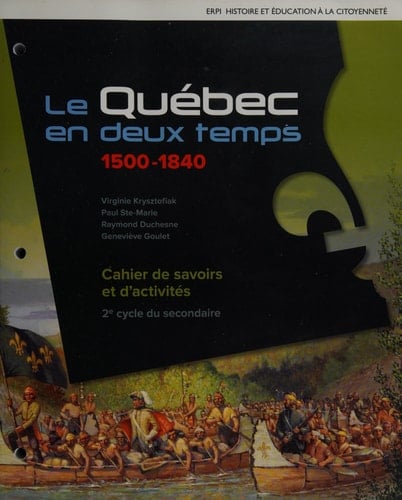 ERPI HISTOIRE ET ÉDUCATION À LA CITOYENNETÉ
Le Québec
en deux temps
1500-1840
Virginie Krysztofiak
Paul Ste-Marie
Raymond Duchesne
Geneviève Goulet
Cahier de savoirs
et d'activités
2e cycle du secondaire